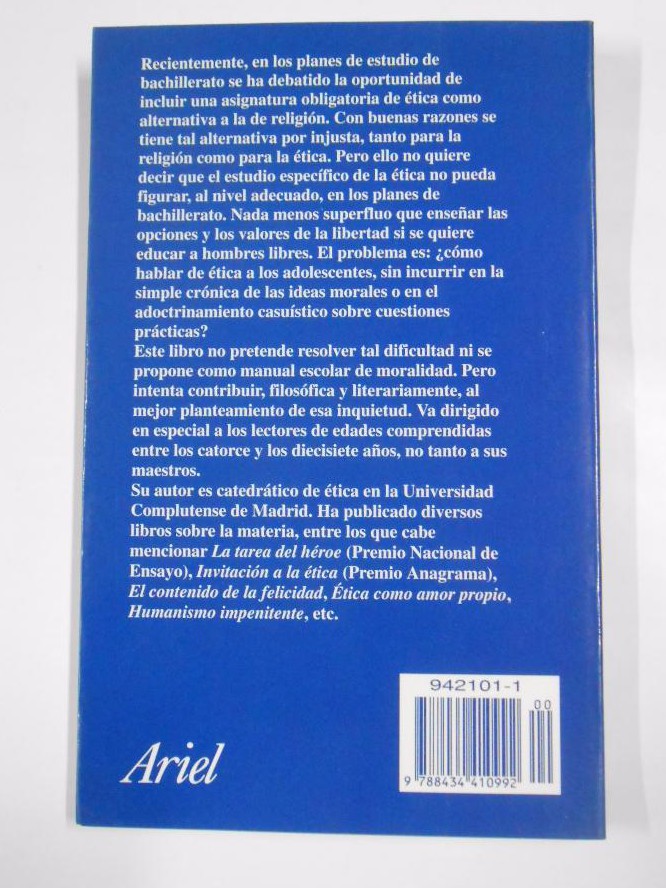 Recientemente, en los planes de estudio de
bachillerato se ha debatido la oportunidad de
incluir una asignatura obligatoria de ética como
alternativa a la de religión. Con buenas razones se
tiene tal alternativa por injusta, tanto para la
religión como para la ética. Pero ello no quiere
decir que el estudio específico de la ética no pueda
figurar, al nivel adecuado, en los planes de
bachillerato. Nada menos superfluo que enseñar las
opciones y los valores de la libertad si se quiere
educar a hombres libres. El problema es: ¿cómo
hablar de ética a los adolescentes, sin incurrir en la
simple crónica de las ideas morales o en el
adoctrinamiento casuístico sobre cuestiones
prácticas?
Este libro no pretende resolver tal dificultad ni se
propone como manual escolar de moralidad. Pero
intenta contribuir, filosófica y literariamente, al
mejor planteamiento de esa inquietud. Va dirigido
en especial a los lectores de edades comprendidas
entre los catorce y los diecisiete años, no tanto a sus
maestros.
Su autor es catedrático de ética en la Universidad
Complutense de Madrid. Ha publicado diversos
libros sobre la materia, entre los que cabe
mencionar La tarea del héroe (Premio Nacional de
Ensayo), Invitación a la ética (Premio Anagrama),
El contenido de la felicidad, Ética como amor propio,
Humanismo impenitente, etc.
942101-1
00
9 788434 410992
Ariel